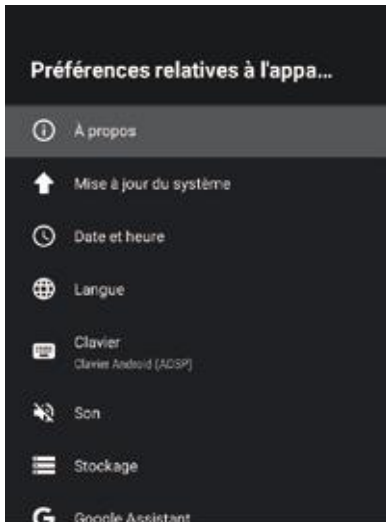 Préférences relatives à l'appa...
À propos
Mise à jour du système
Date et heure
Langue
Clavier
Clavier Android (AOSP)
Son
Stockage
Google Assistant